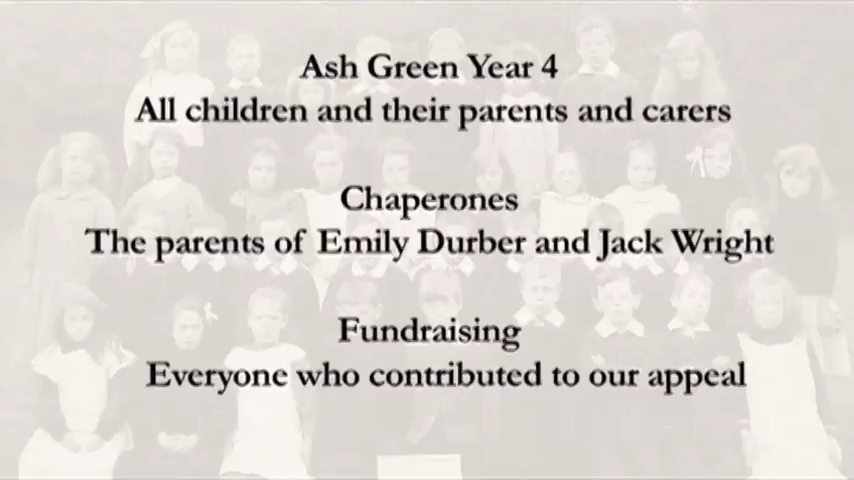 Ash Green Year 4
All children and their parents and carers
Chaperones
The parents of Emily Durber and Jack Wright
Fundraising
Everyone who contributed to our appeal